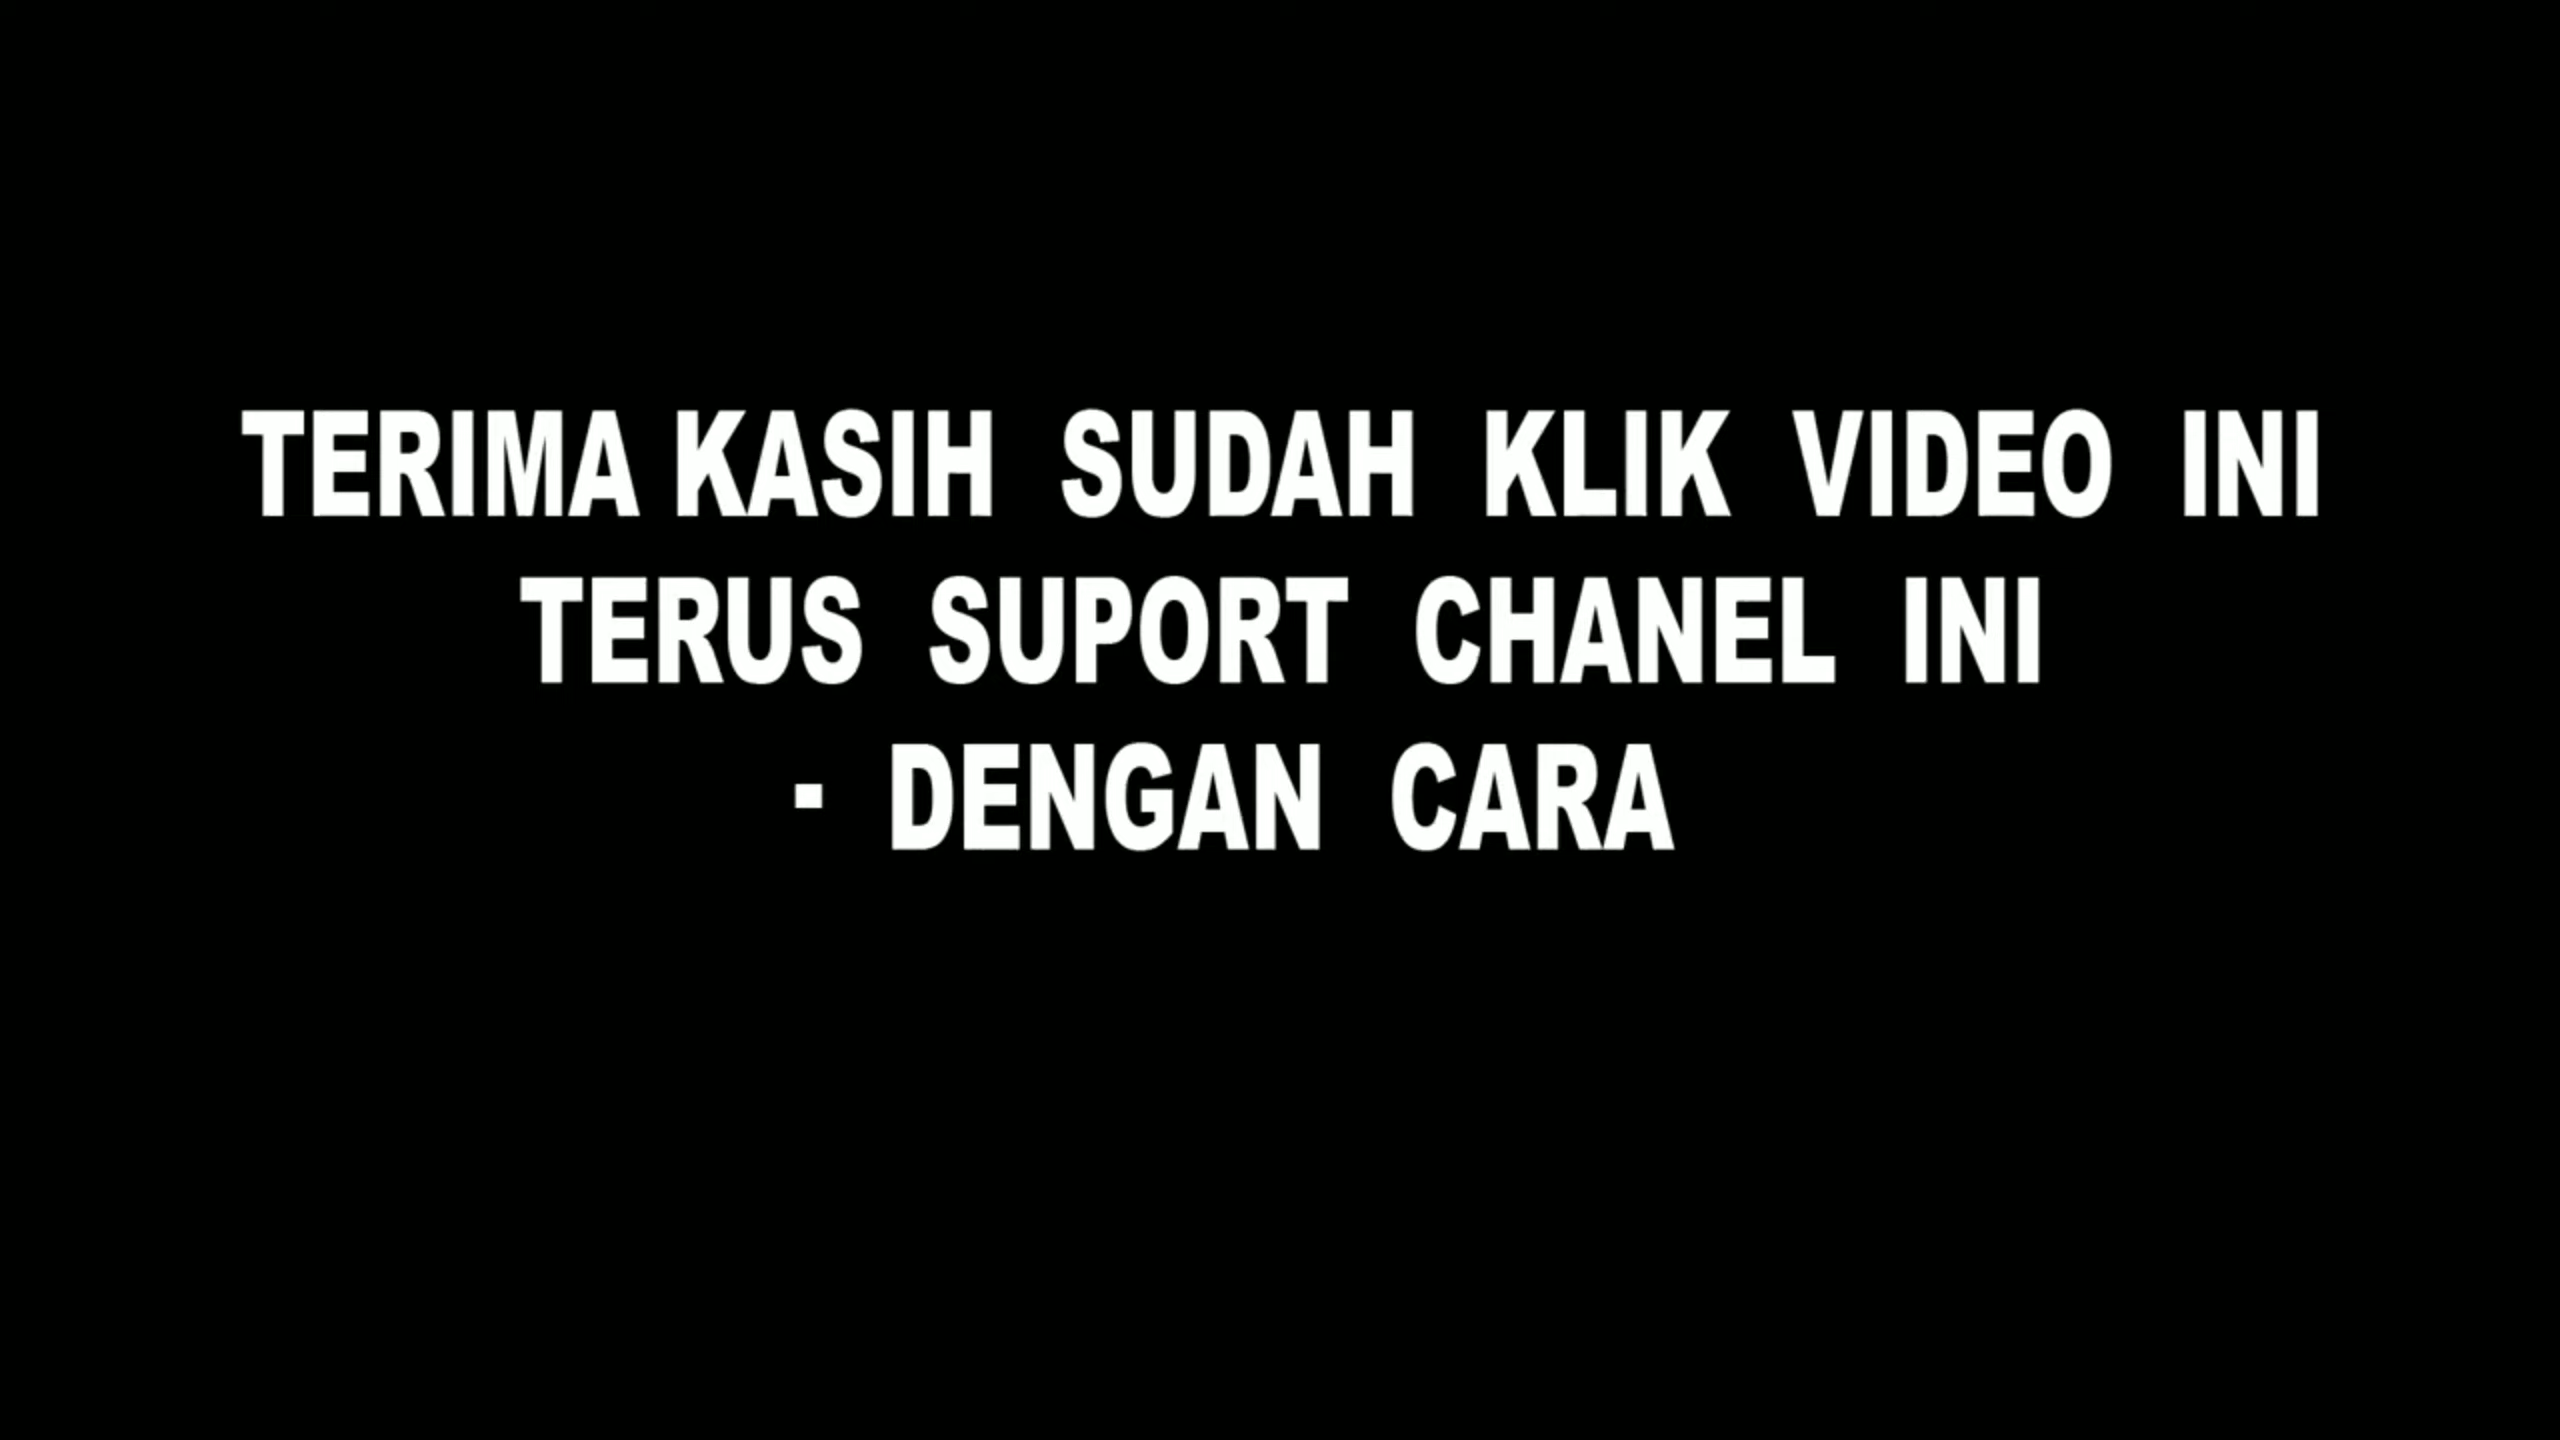 TERIMA KASIH SUDAH KLIK VIDEO INI
TERUS SUPORT CHANEL INI
- DENGAN CARA